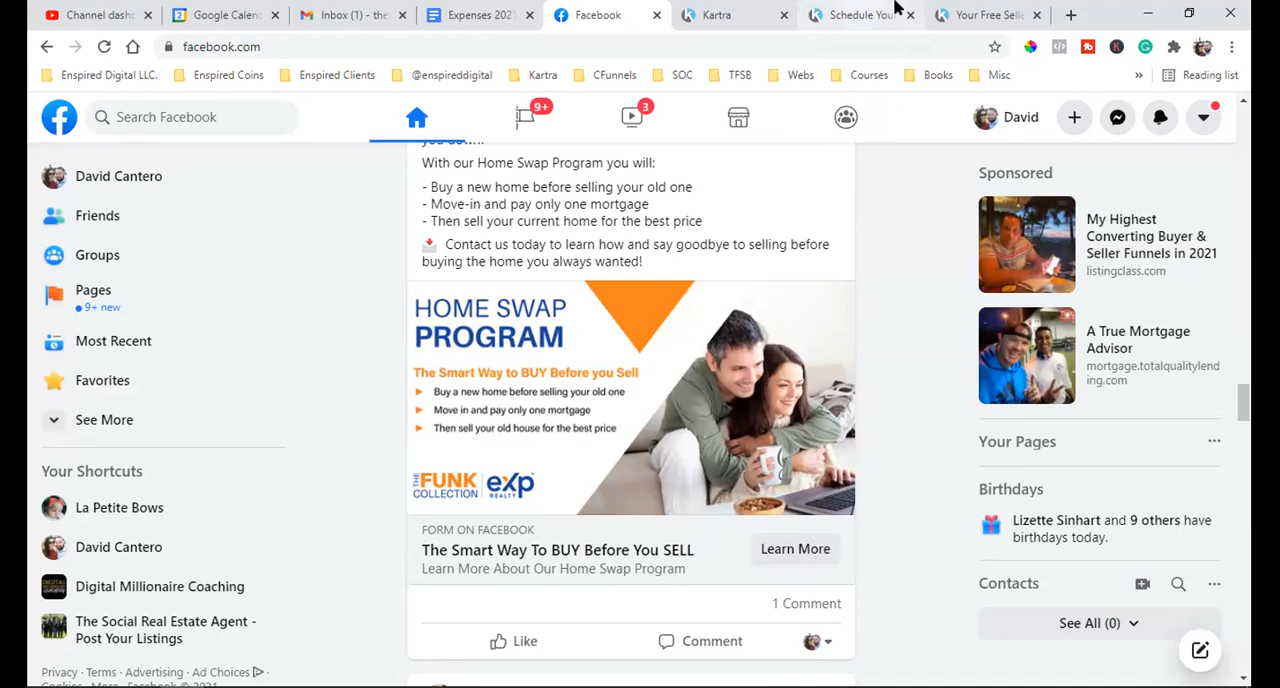 Channel dash
Google Calen
Inbox (1) - the
Expenses 2021
Facebook
Kartra
Schedule You
Your Free Selle
facebook.com
Enspired Digital LLC.
Enspired Coins
Enspired Clients
@enspireddigital
Kartra
CFunnels
SOC
TFSB
Webs
Courses
Books
Misc
Reading list
Search Facebook
9+
3
David
David Cantero
Friends
Groups
Pages
9+ new
Most Recent
Favorites
See More
Your Shortcuts
La Petite Bows
David Cantero
Digital Millionaire Coaching
The Social Real Estate Agent -
Post Your Listings
Privacy · Terms · Advertising · Ad Choices
Cookies · More · Facebook © 2021
you down!
With our Home Swap Program you will:
- Buy a new home before selling your old one
- Move-in and pay only one mortgage
- Then sell your current home for the best price
Contact us today to learn how and say goodbye to selling before
buying the home you always wanted!
HOME SWAP
PROGRAM
The Smart Way to BUY Before you Sell
Buy a new home before selling your old one
Move in and pay only one mortgage
Then sell your old house for the best price
THE FUNK
COLLECTION
exp
REALTY
FORM ON FACEBOOK
The Smart Way To BUY Before You SELL
Learn More About Our Home Swap Program
Learn More
1 Comment
Like
Comment
Sponsored
My Highest
Converting Buyer &
Seller Funnels in 2021
listingclass.com
A True Mortgage
Advisor
mortgage.totalqualitylend
ing.com
Your Pages
Birthdays
Lizette Sinhart and 9 others have
birthdays today.
Contacts
See All (0)